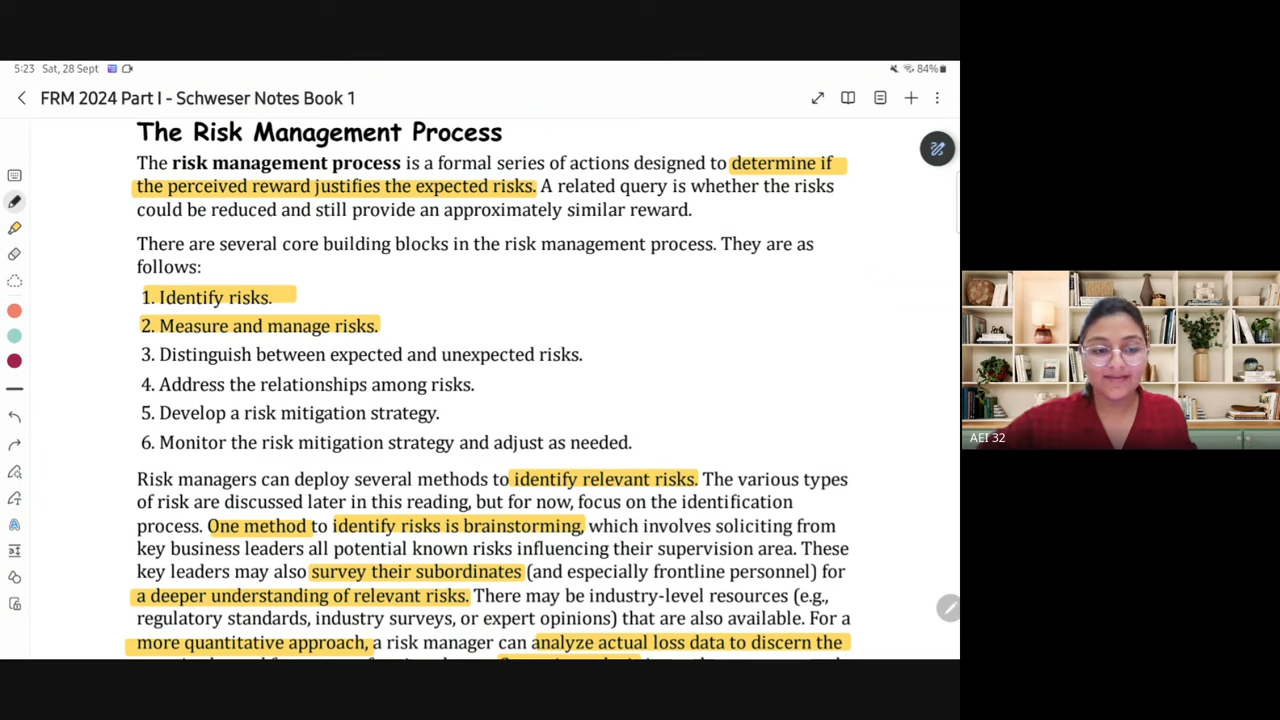 5:23 Sat, 28 Sept
84%
FRM 2024 Part I - Schweser Notes Book 1
The Risk Management Process
The risk management process is a formal series of actions designed to determine if
the perceived reward justifies the expected risks. A related query is whether the risks
could be reduced and still provide an approximately similar reward.
There are several core building blocks in the risk management process. They are as
follows:
1. Identify risks.
2. Measure and manage risks.
3. Distinguish between expected and unexpected risks.
4. Address the relationships among risks.
5. Develop a risk mitigation strategy.
6. Monitor the risk mitigation strategy and adjust as needed.
Risk managers can deploy several methods to identify relevant risks. The various types
of risk are discussed later in this reading, but for now, focus on the identification
process. One method to identify risks is brainstorming, which involves soliciting from
key business leaders all potential known risks influencing their supervision area. These
key leaders may also survey their subordinates (and especially frontline personnel) for
a deeper understanding of relevant risks. There may be industry-level resources (e.g.,
regulatory standards, industry surveys, or expert opinions) that are also available. For a
more quantitative approach, a risk manager can analyze actual loss data to discern the
AEI 32